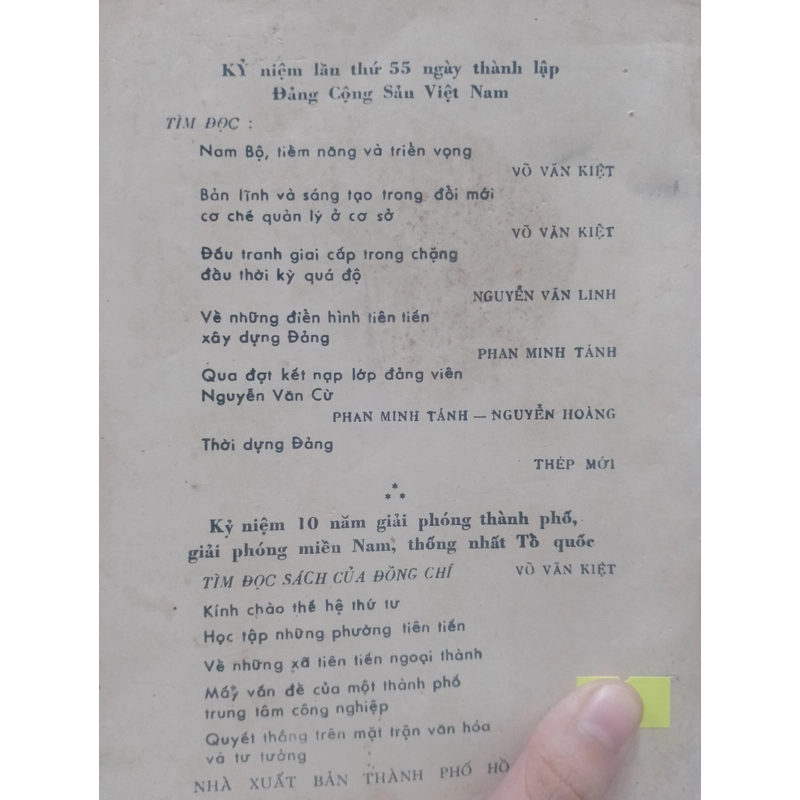 KỶ niệm lần thứ 55 ngày thành lập
Đảng Cộng Sản Việt Nam
TÌM ĐỌC :
Nam Bộ, tiềm năng và triển vọng
VÕ VĂN KIỆT
Bản lĩnh và sáng tạo trong đổi mới
cơ chế quản lý ở cơ sở
VÕ VĂN KIỆT
Đấu tranh giai cấp trong chặng
đầu thời kỳ quá độ
NGUYỄN VĂN LINH
Về những điển hình tiên tiến
xây dựng Đảng
PHAN MINH TÁNH
Qua đợt kết nạp lớp đảng viên
Nguyễn Văn Cừ
PHAN MINH TÁNH — NGUYỄN HOÀNG
Thời dựng Đảng
THÉP MỚI
Kỷ niệm 10 năm giải phóng thành phố,
giải phóng miền Nam, thống nhất Tổ quốc
TÌM ĐỌC SÁCH CỦA ĐỒNG CHÍ VÕ VĂN KIỆT
Kính chào thế hệ thứ tư
Học tập những phường tiên tiến
Về những xã tiên tiến ngoại thành
Mấy vấn đề của một thành phố
trung tâm công nghiệp
Quyết thắng trên mặt trận văn hóa
và tư tưởng
NHÀ XUẤT BẢN THÀNH PHỐ HỒ